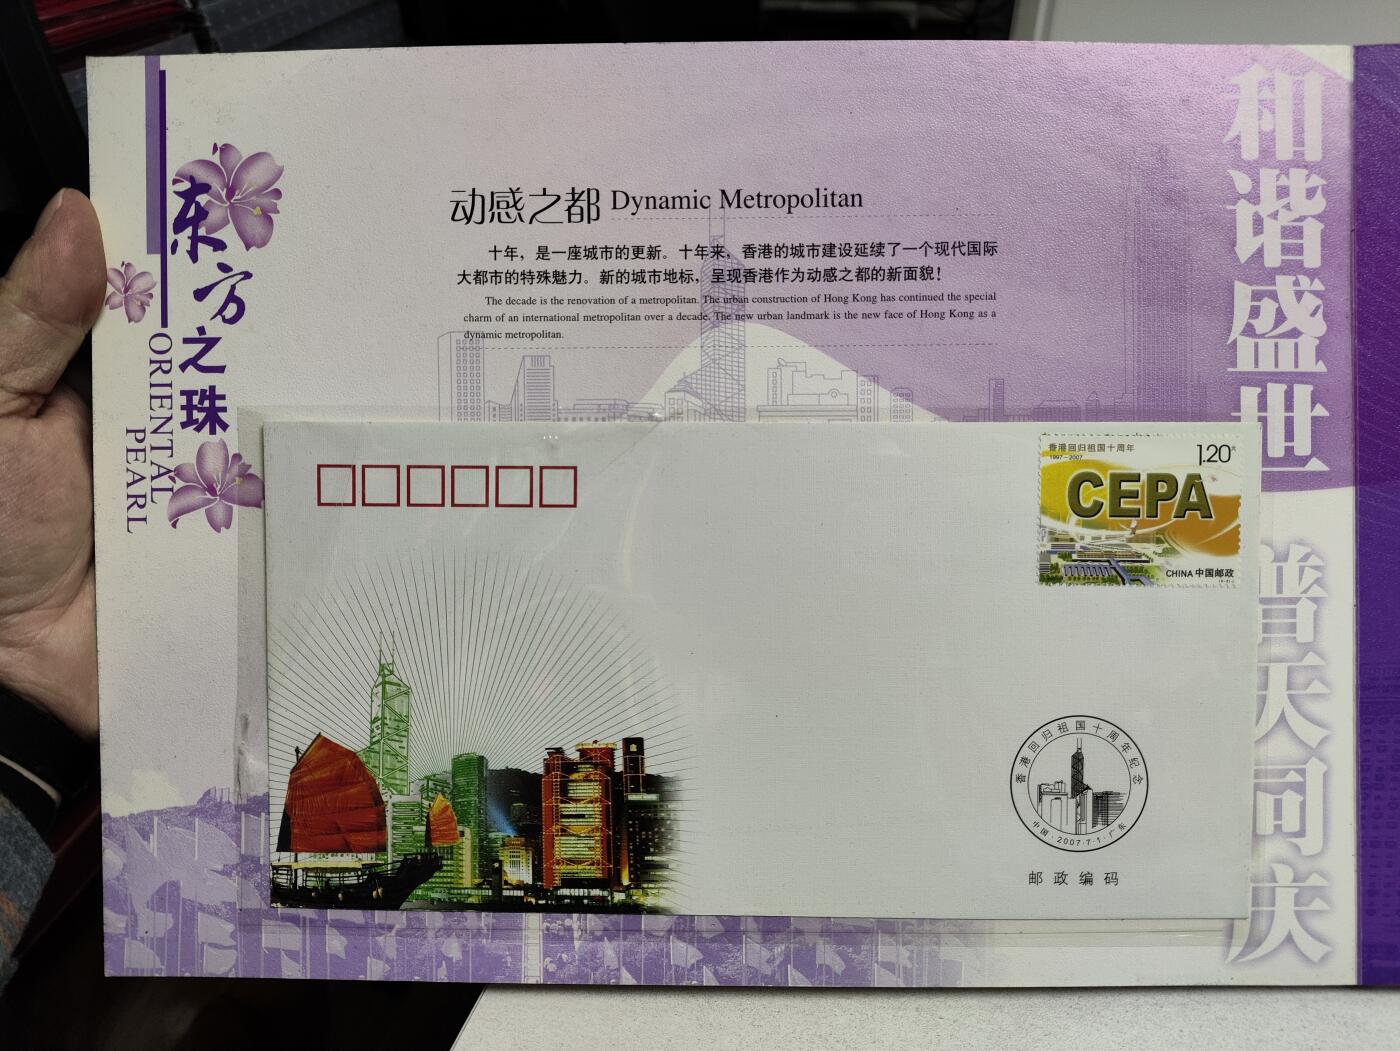 东方之珠
ORIENTAL
PEARL
动感之都 Dynamic Metropolitan
十年，是一座城市的更新。十年来，香港的城市建设延续了一个现代国际
大都市的特殊魅力。新的城市地标，呈现香港作为动感之都的新面貌！
The decade is the renovation of a metropolitan. The urban construction of Hong Kong has continued the special
charm of an international metropolitan over a decade. The new urban landmark is the new face of Hong Kong as a
dynamic metropolitan.
和谐盛世 普天同庆
香港回归祖国十周年
1997-2007
1.20元
CEPA
CHINA 中国邮政
香港回归祖国十周年纪念
中国·2007·7·1·广东
邮政编码